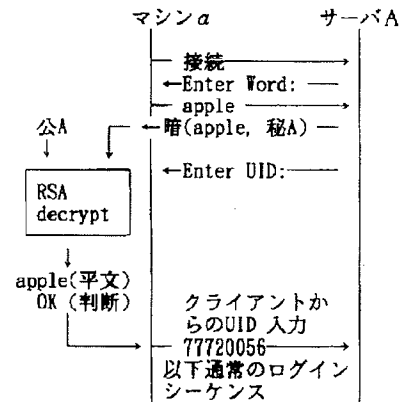 マシンα サーバA
接続
←Enter Word:
apple
公A
暗(apple, 秘A)
←Enter UID:
RSA
decrypt
apple(平文)
OK (判断)
クライアントか
らのUID 入力
77720056
以下通常のログイン
シーケンス